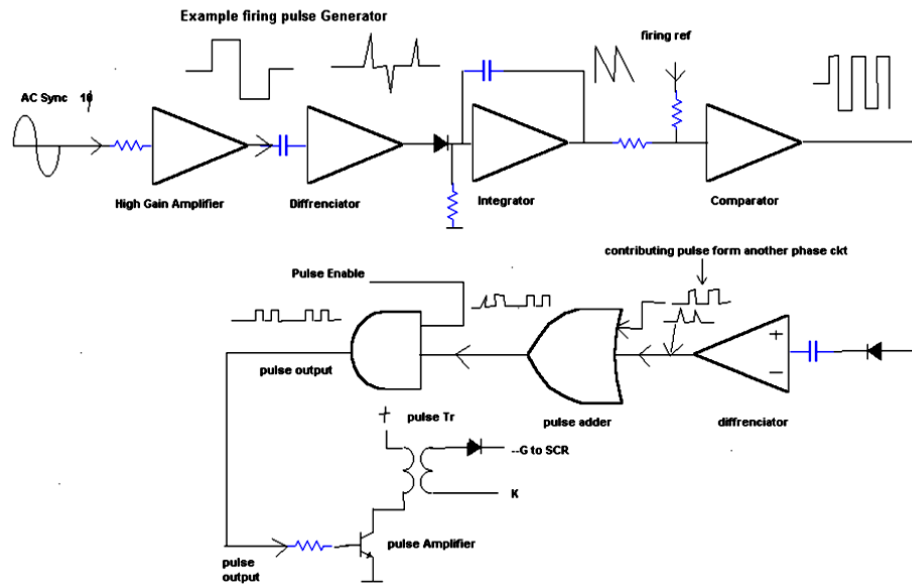 Example firing pulse Generator
firing ref
AC Sync 10
High Gain Amplifier
Diffrenciator
Integrator
Comparator
contributing pulse form another phase ckt
Pulse Enable
+
pulse output
pulse adder
diffrenciator
+
pulse Tr
--G to SCR
K
pulse Amplifier
pulse
output